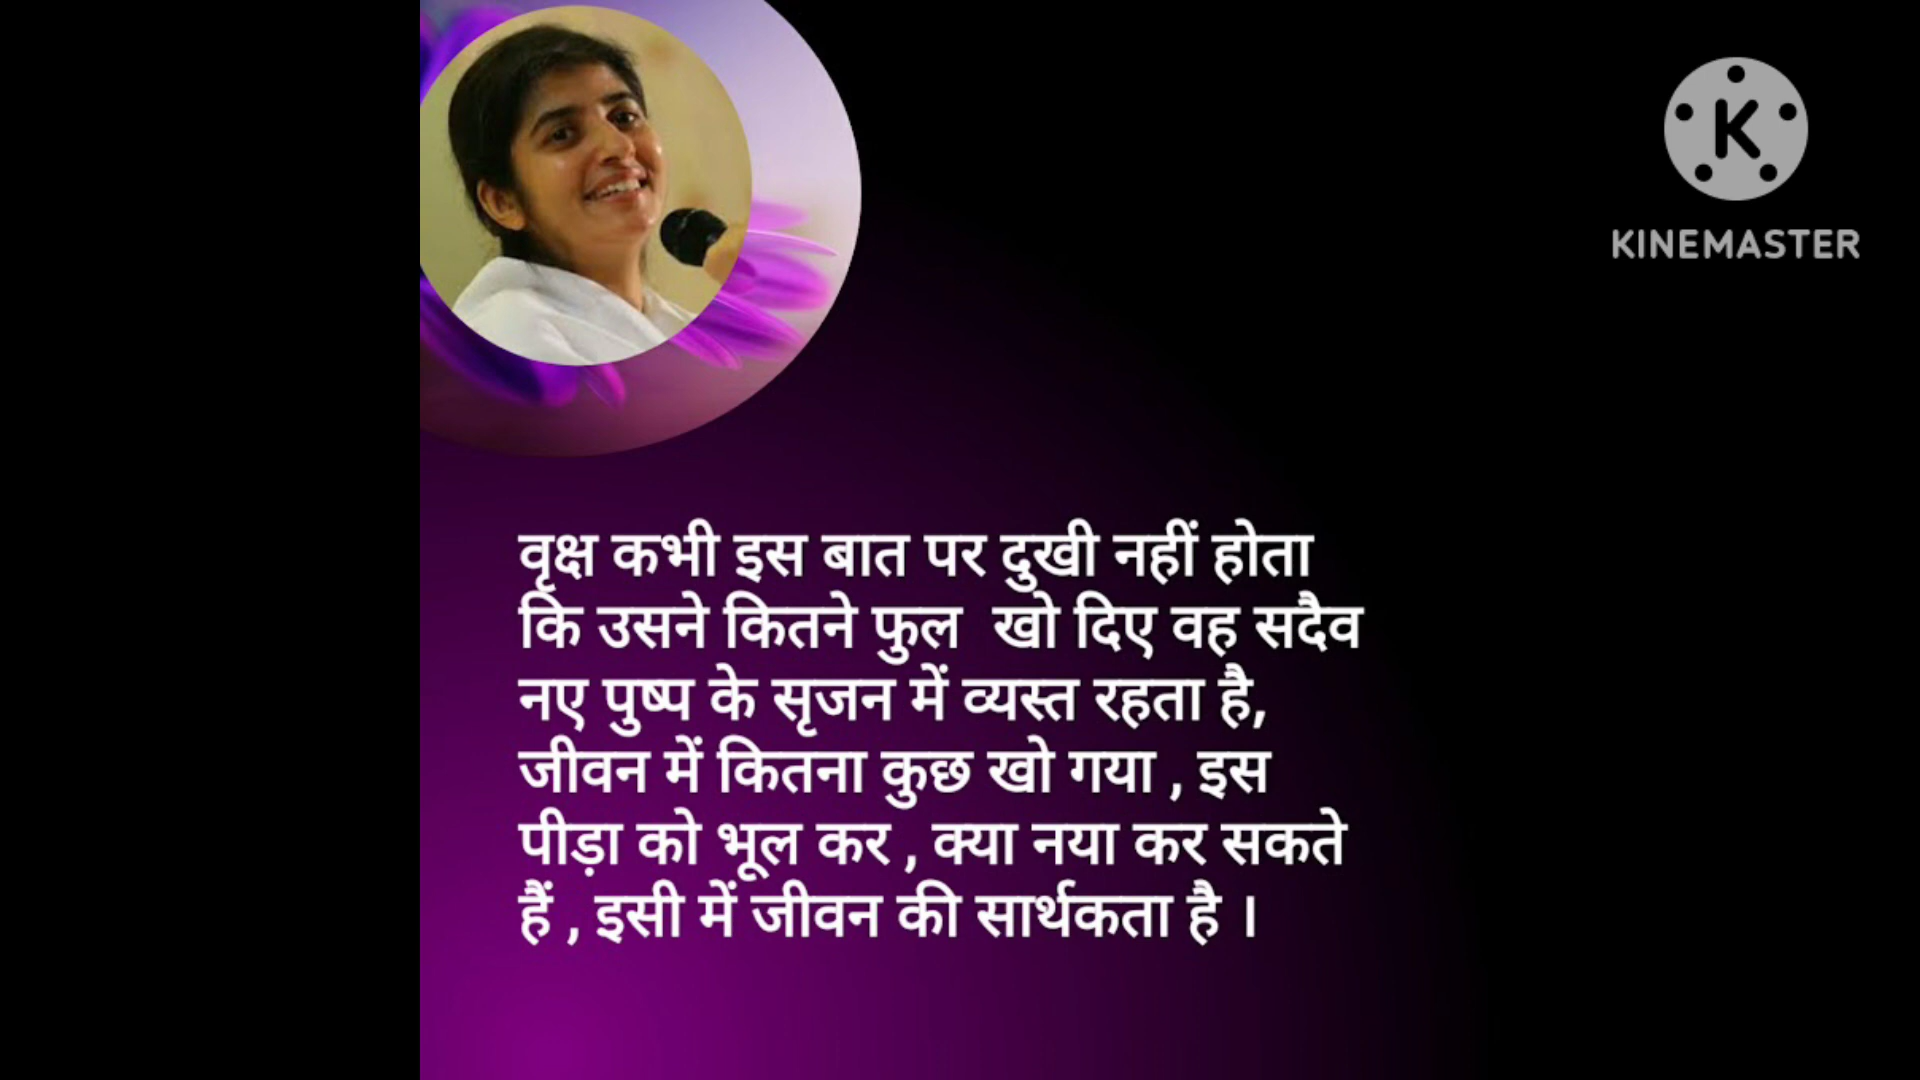 K
KINEMASTER
वृक्ष कभी इस बात पर दुखी नहीं होता
कि उसने कितने फुल खो दिए वह सदैव
नए पुष्प के सृजन में व्यस्त रहता है,
जीवन में कितना कुछ खो गया , इस
पीड़ा को भूल कर , क्या नया कर सकते
हैं , इसी में जीवन की सार्थकता है ।